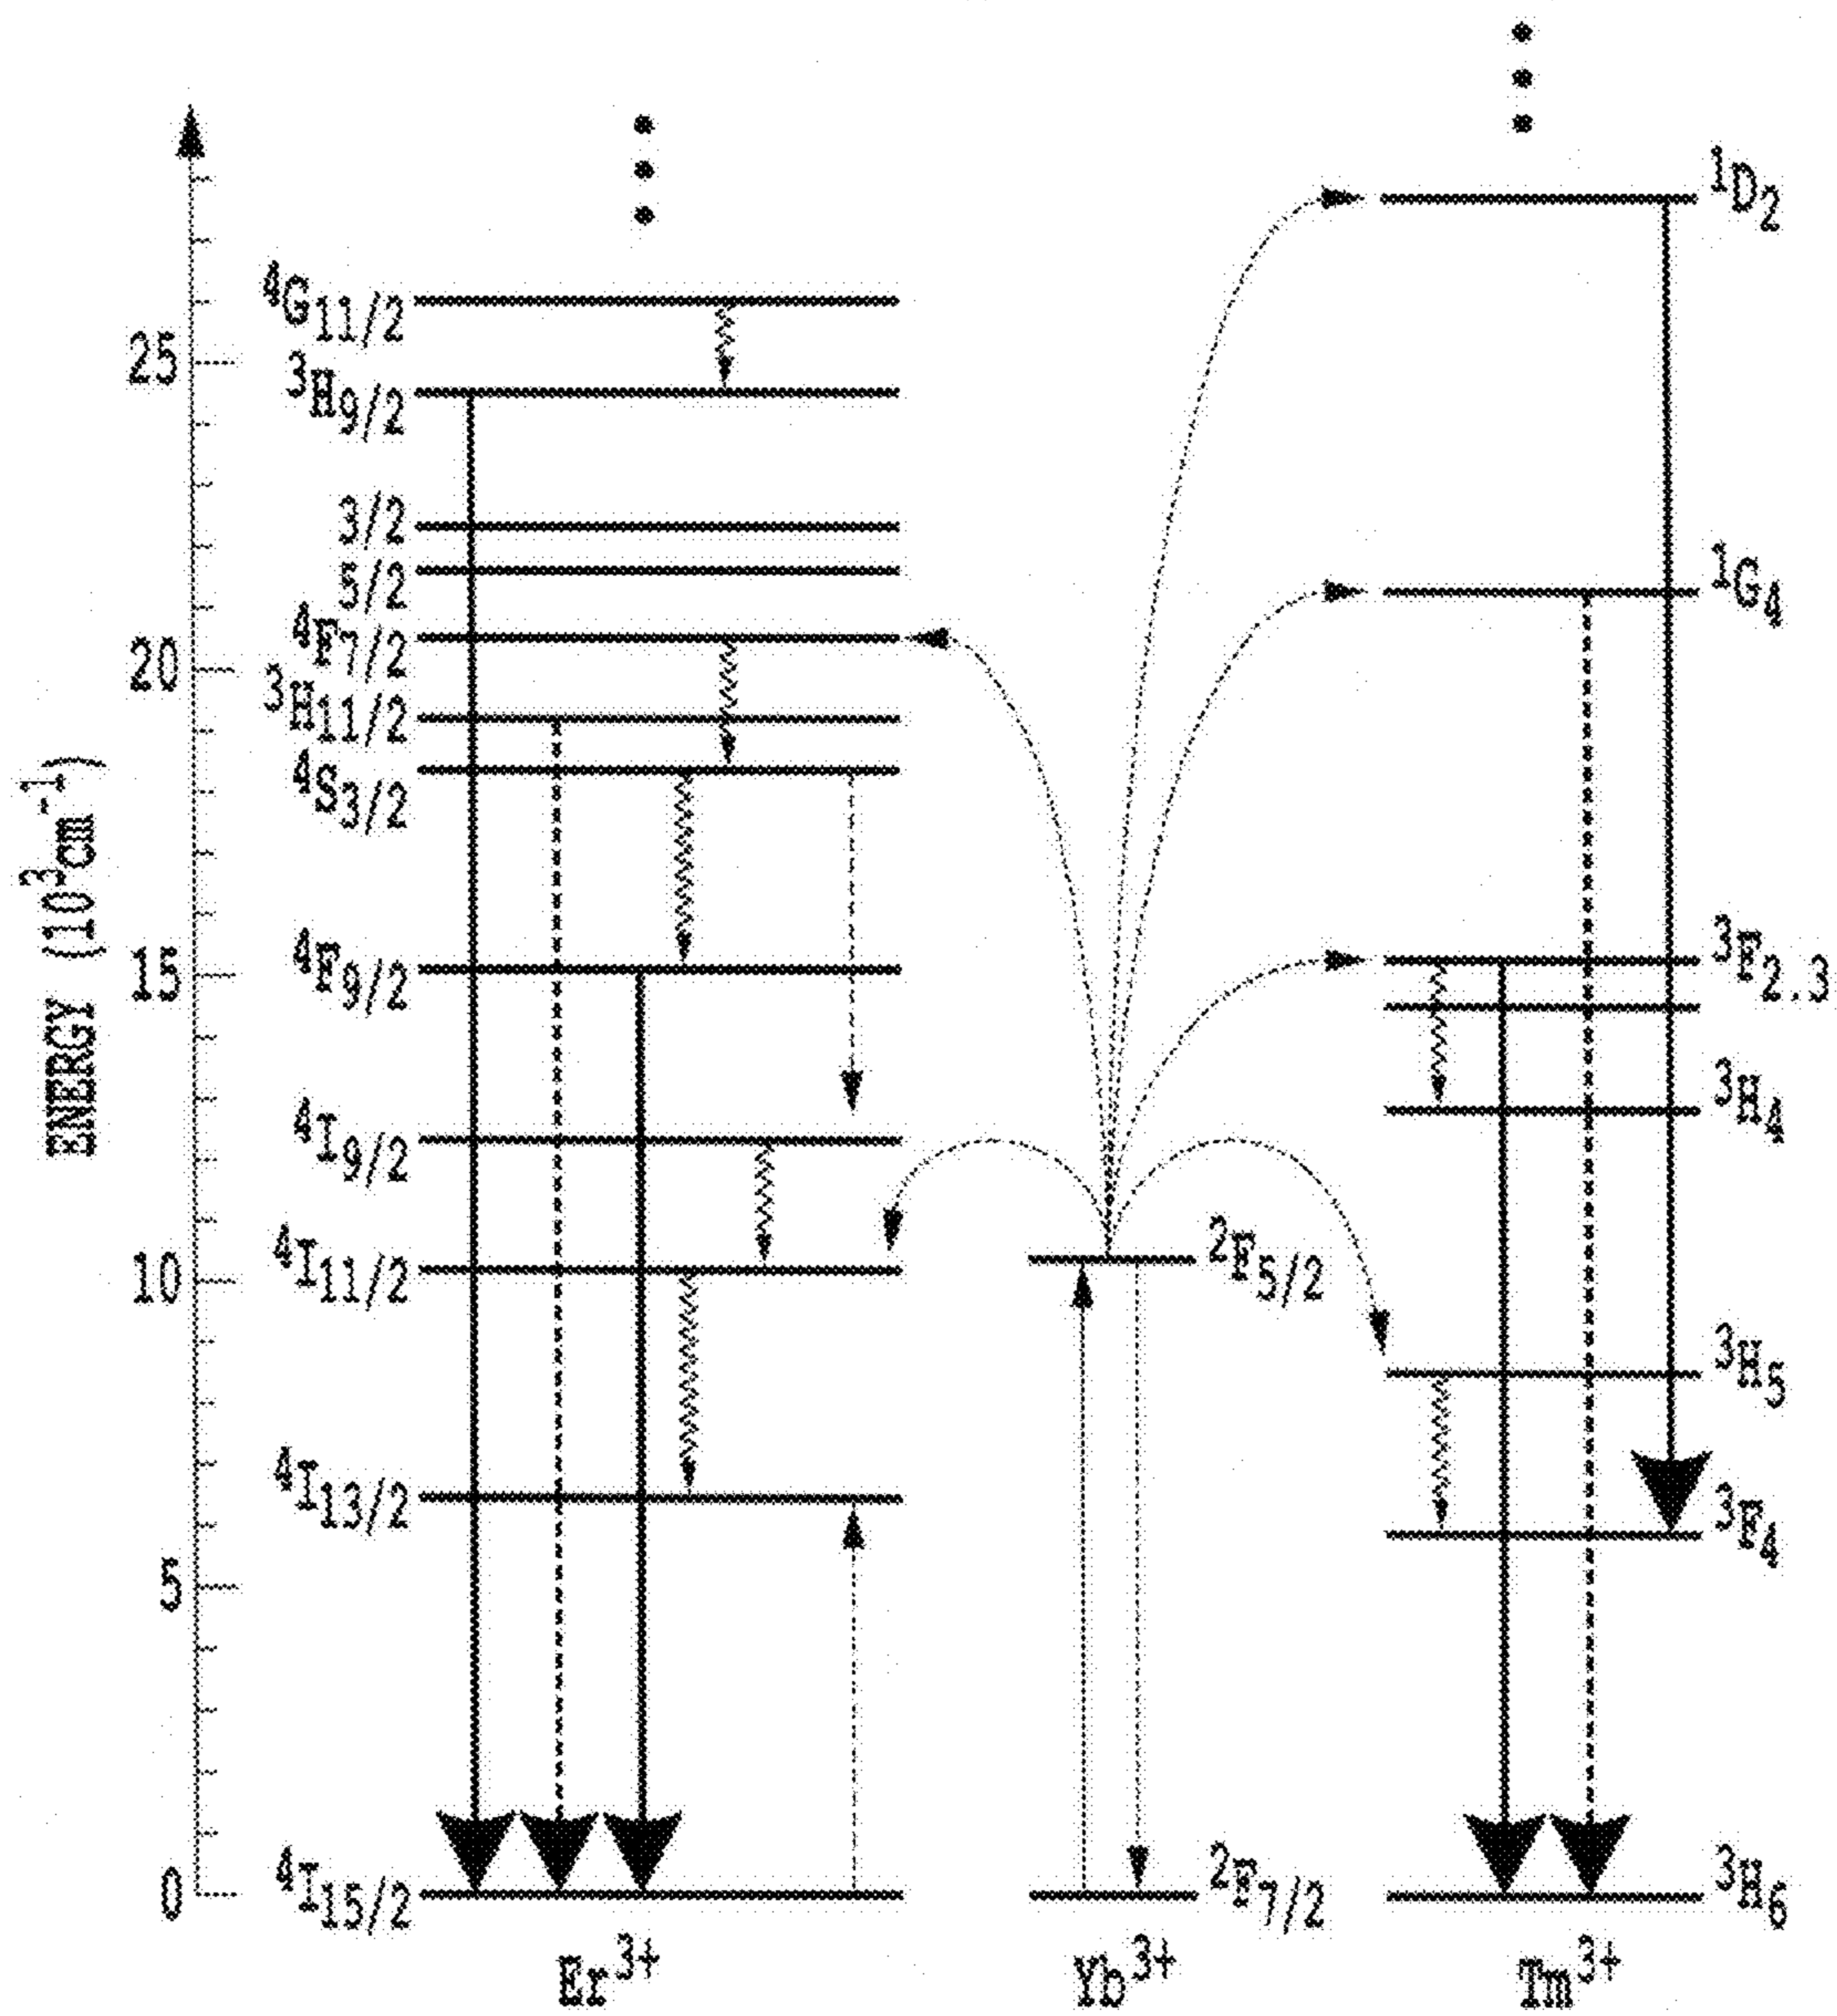 ¹D₂
⁴G₁₁/₂
25
³H₉/₂
3/2
5/2
¹G₄
⁴F₇/₂
20
³H₁₁/₂
⁴S₃/₂
ENERGY (10³cm⁻¹)
15
⁴F₉/₂
³F₂.₃
³H₄
⁴I₉/₂
10
⁴I₁₁/₂
²F₅/₂
³H₅
⁴I₁₃/₂
³F₄
5
0
⁴I₁₅/₂
²F₇/₂
³H₆
Er³⁺
Yb³⁺
Tm³⁺